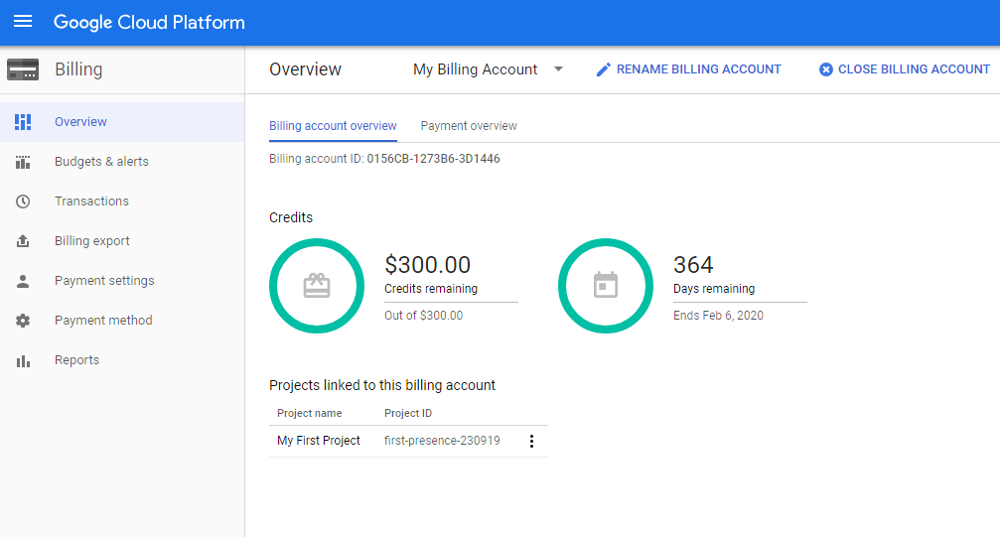 Google Cloud Platform
Billing
Overview
My Billing Account
RENAME BILLING ACCOUNT
CLOSE BILLING ACCOUNT
Overview
Budgets & alerts
Transactions
Billing export
Payment settings
Payment method
Reports
Billing account overview
Payment overview
Billing account ID: 0156CB-1273B6-3D1446
Credits
$300.00
Credits remaining
Out of $300.00
364
Days remaining
Ends Feb 6, 2020
Projects linked to this billing account
Project name Project ID
My First Project first-presence-230919